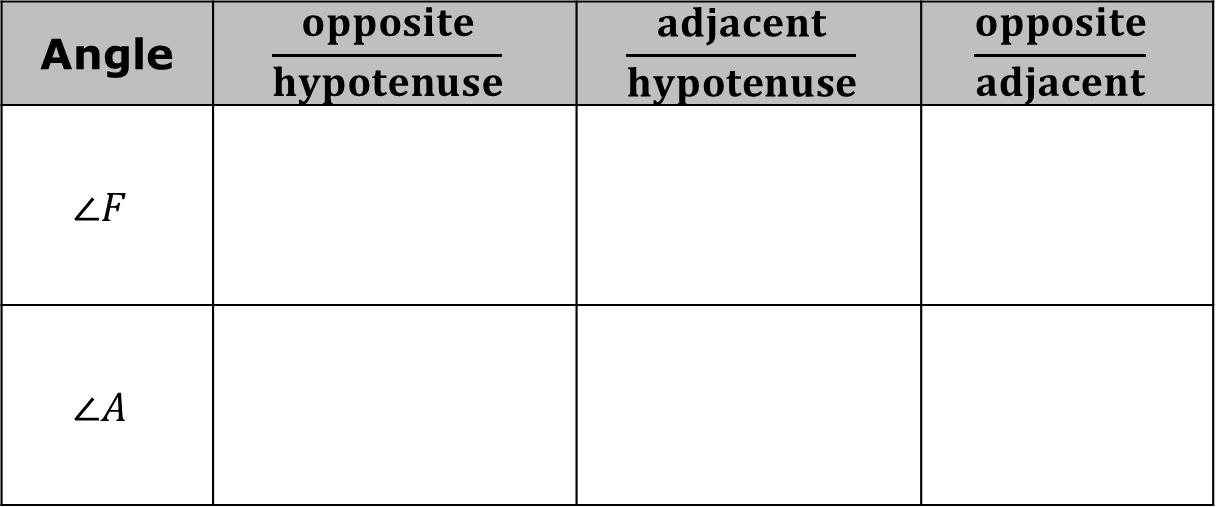 Angle
opposite
hypotenuse
adjacent
hypotenuse
opposite
adjacent
∠F
∠A